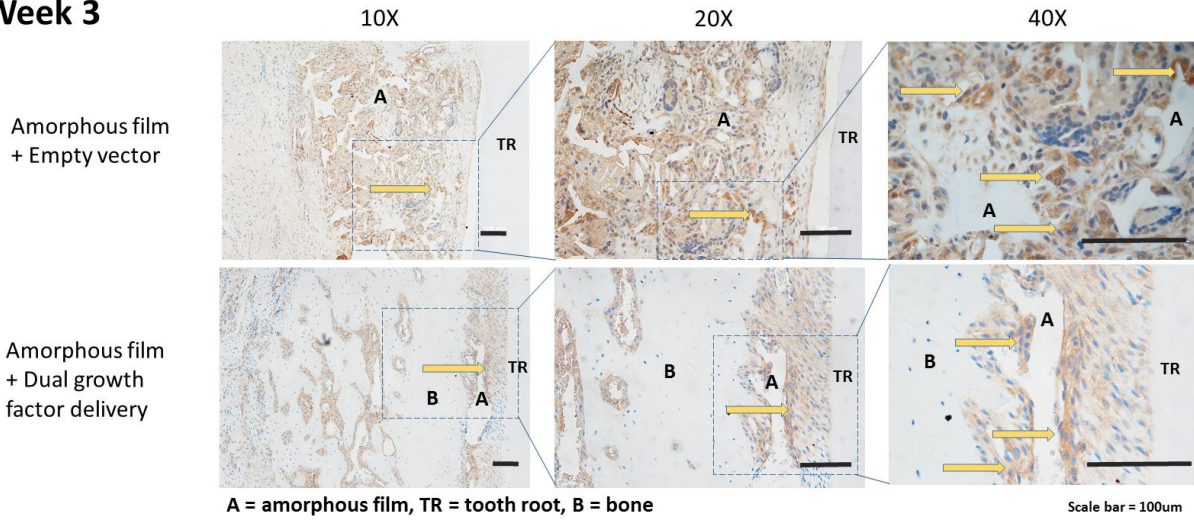 Week 3
10X
20X
40X
Amorphous film
+ Empty vector
A
TR
A
TR
A
A
Amorphous film
+ Dual growth
factor delivery
B
A
TR
B
A
TR
B
A
TR
A = amorphous film, TR = tooth root, B = bone
Scale bar = 100um